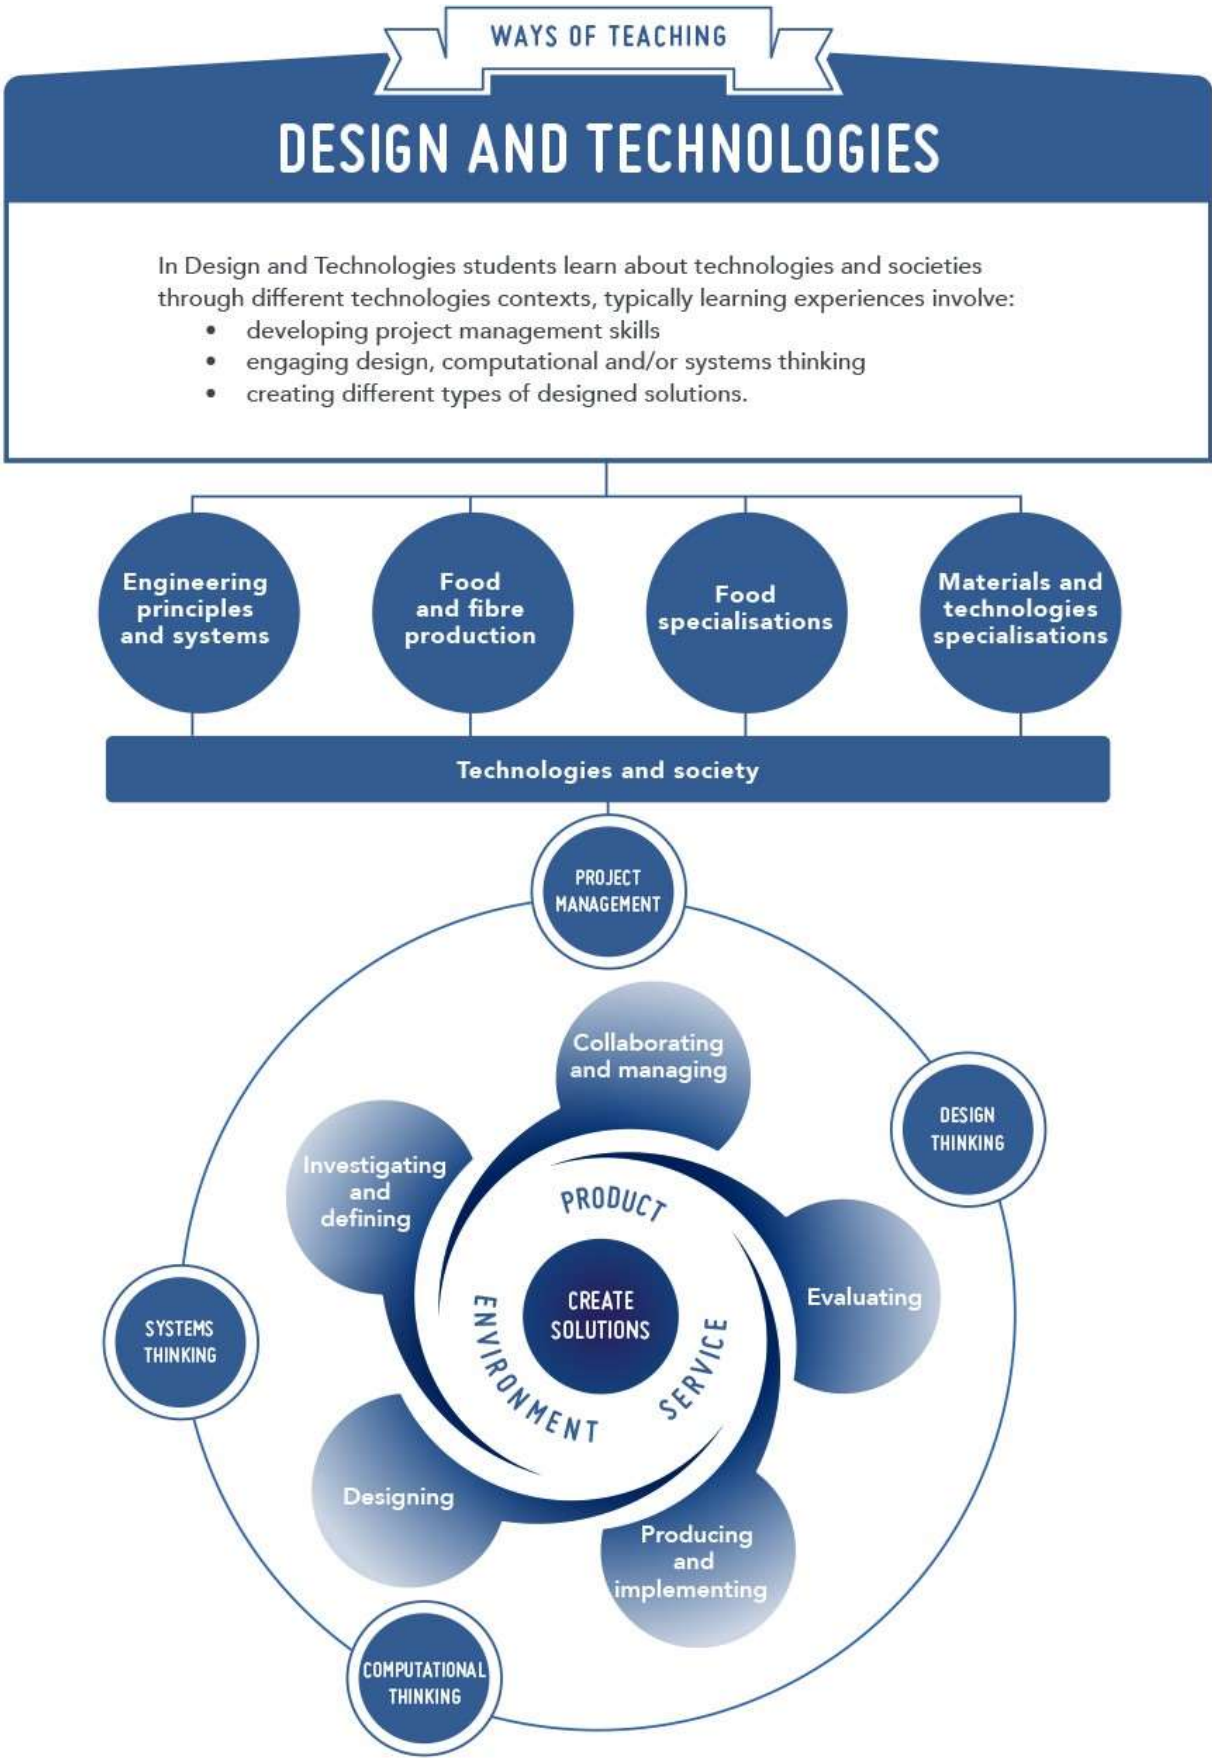 WAYS OF TEACHING
DESIGN AND TECHNOLOGIES
In Design and Technologies students learn about technologies and societies
through different technologies contexts, typically learning experiences involve:
• developing project management skills
• engaging design, computational and/or systems thinking
• creating different types of designed solutions.
Engineering
principles
and systems
Food
and fibre
production
Food
specialisations
Materials and
technologies
specialisations
Technologies and society
PROJECT
MANAGEMENT
Collaborating
and managing
DESIGN
THINKING
Investigating
and
defining
PRODUCT
CREATE
SOLUTIONS
ENVIRONMENT
SERVICE
Evaluating
SYSTEMS
THINKING
Designing
Producing
and
implementing
COMPUTATIONAL
THINKING